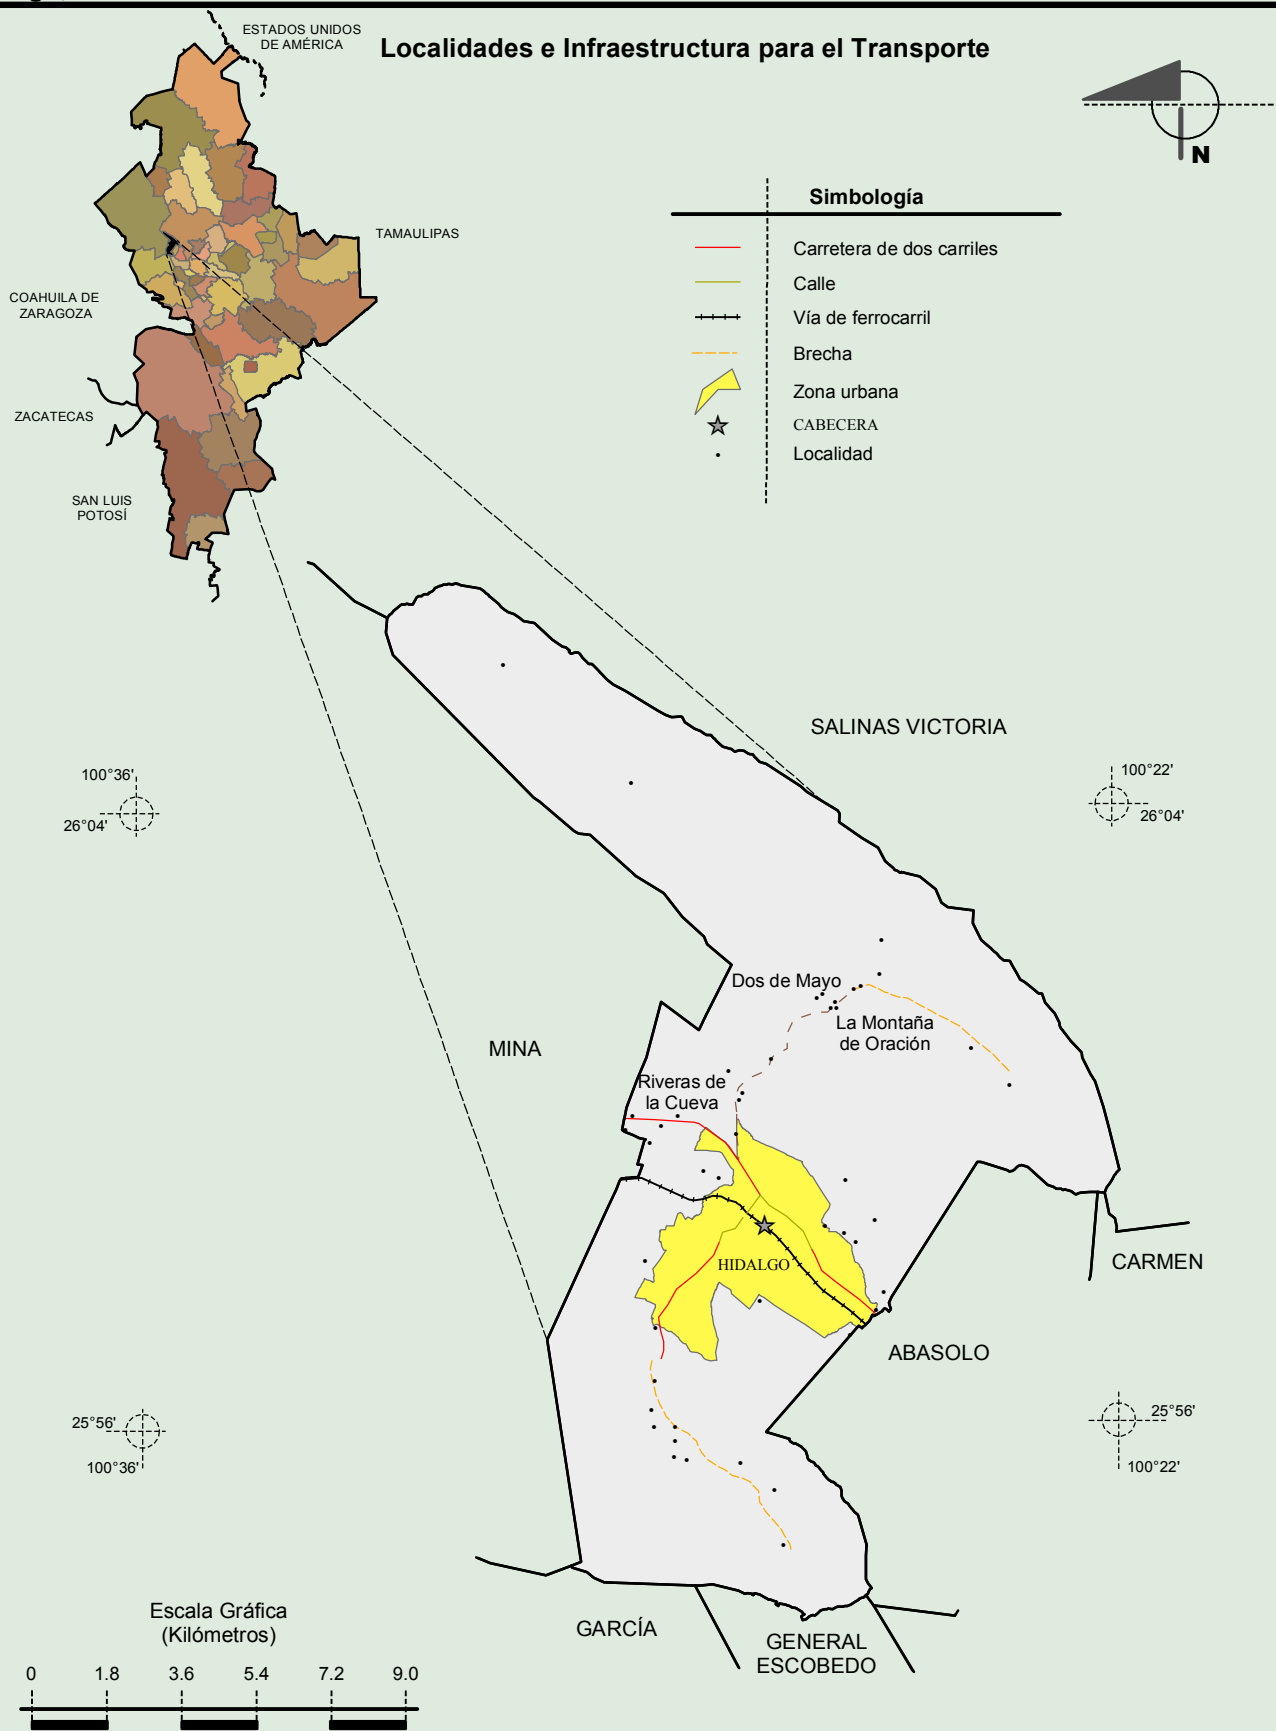 ESTADOS UNIDOS
DE AMÉRICA
Localidades e Infraestructura para el Transporte
N
Simbología
Carretera de dos carriles
Calle
Vía de ferrocarril
Brecha
Zona urbana
CABECERA
Localidad
TAMAULIPAS
COAHUILA DE
ZARAGOZA
ZACATECAS
SAN LUIS
POTOSÍ
SALINAS VICTORIA
100°36'
26°04'
100°22'
26°04'
Dos de Mayo
La Montaña
de Oración
MINA
Riveras de
la Cueva
HIDALGO
CARMEN
ABASOLO
25°56'
100°36'
25°56'
100°22'
GARCÍA
GENERAL
ESCOBEDO
Escala Gráfica
(Kilómetros)
0 1.8 3.6 5.4 7.2 9.0